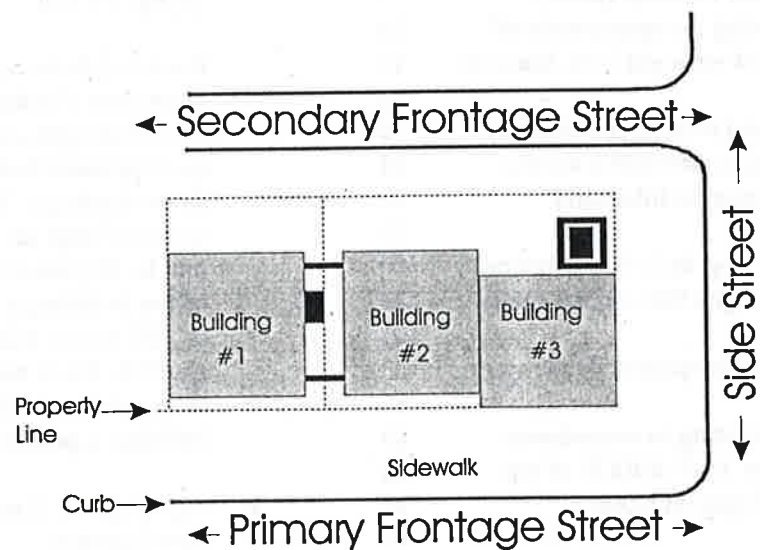 Secondary Frontage Street
Side Street
Building
#1
Building
#2
Building
#3
Property
Line
Sidewalk
Curb
Primary Frontage Street